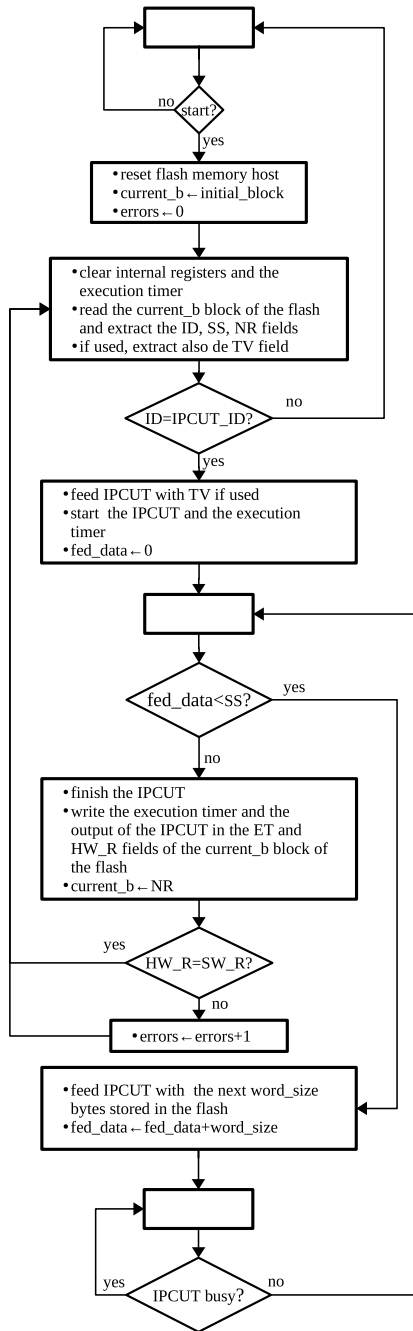 no
start?
yes
•reset flash memory host
•current_b←initial_block
•errors←0
•clear internal registers and the
execution timer
•read the current_b block of the flash
and extract the ID, SS, NR fields
•if used, extract also de TV field
no
ID=IPCUT_ID?
yes
•feed IPCUT with TV if used
•start the IPCUT and the execution
timer
•fed_data←0
yes
fed_data<SS?
no
•finish the IPCUT
•write the execution timer and the
output of the IPCUT in the ET and
HW_R fields of the current_b block of
the flash
•current_b←NR
yes
HW_R=SW_R?
no
•errors←errors+1
•feed IPCUT with the next word_size
bytes stored in the flash
•fed_data←fed_data+word_size
yes
IPCUT busy?
no